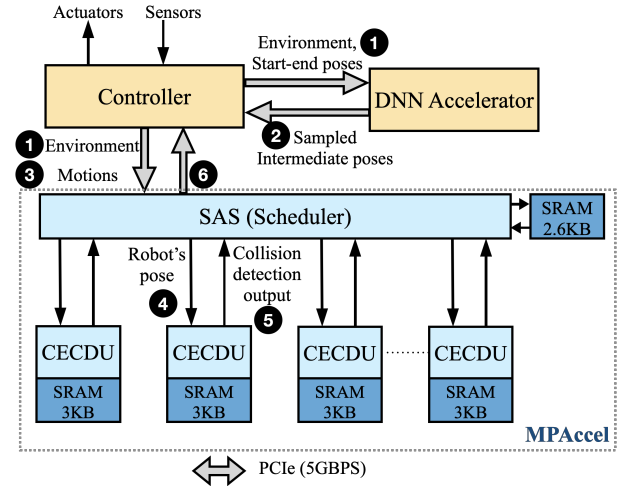 Actuators
Sensors
Environment,
Start-end poses
1
Controller
DNN Accelerator
2 Sampled
Intermediate poses
1 Environment
3 Motions
6
SAS (Scheduler)
SRAM
2.6KB
Robot's
pose
4
Collision
detection
output
5
CECDU
SRAM
3KB
CECDU
SRAM
3KB
CECDU
SRAM
3KB
CECDU
SRAM
3KB
MPAccel
PCIe (5GBPS)